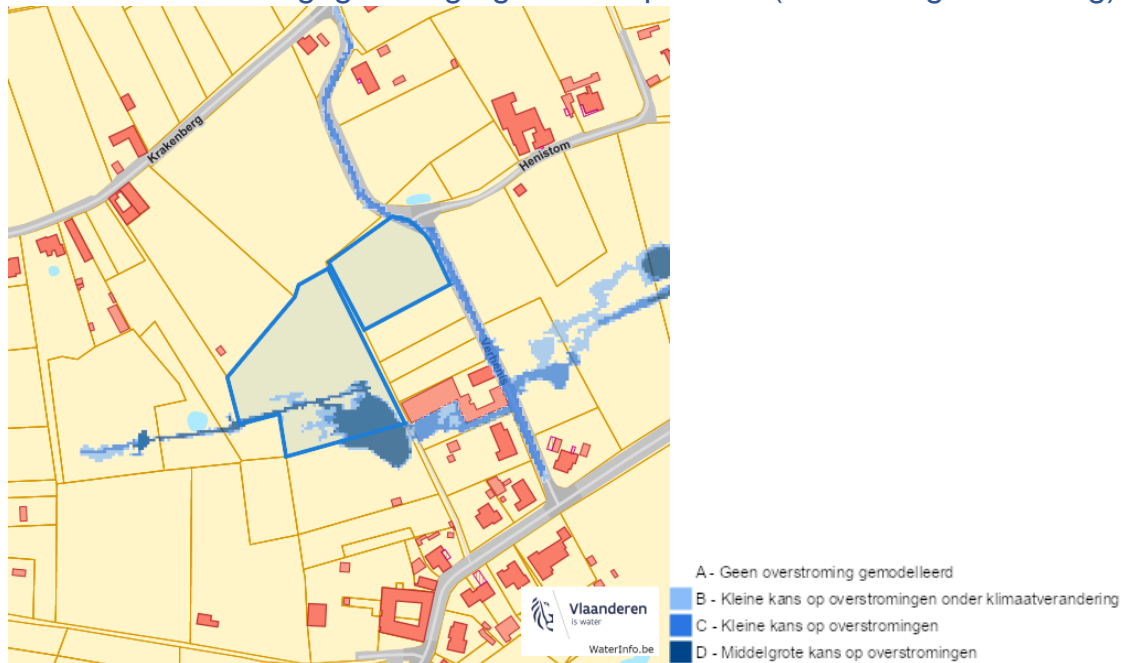 Krakenberg
Henistom
Vlaanderen
is water
WaterInfo.be
A - Geen overstroming gemodelleerd
B - Kleine kans op overstromingen onder klimaatverandering
C - Kleine kans op overstromingen
D - Middelgrote kans op overstromingen